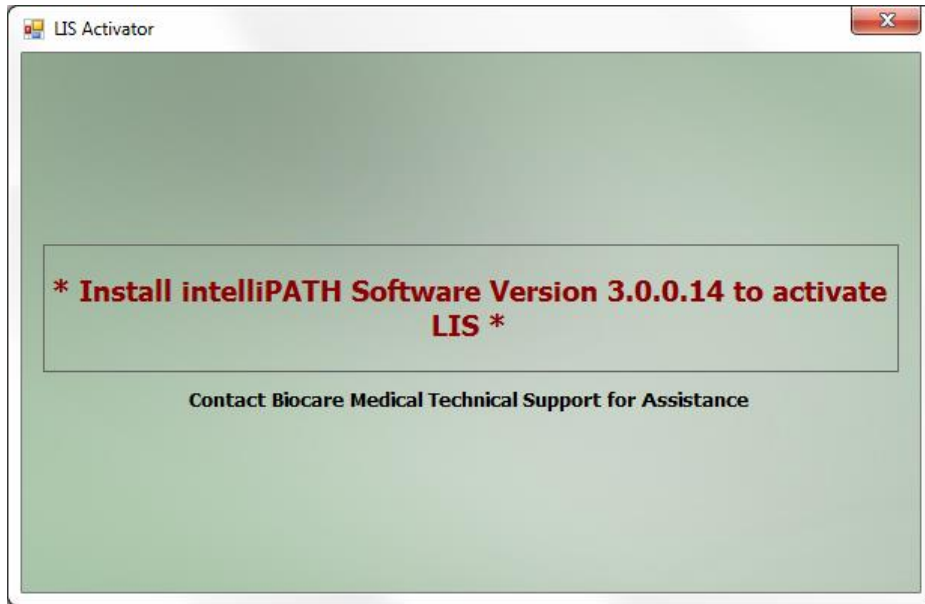 LIS Activator
* Install intelliPATH Software Version 3.0.0.14 to activate
LIS *
Contact Biocare Medical Technical Support for Assistance